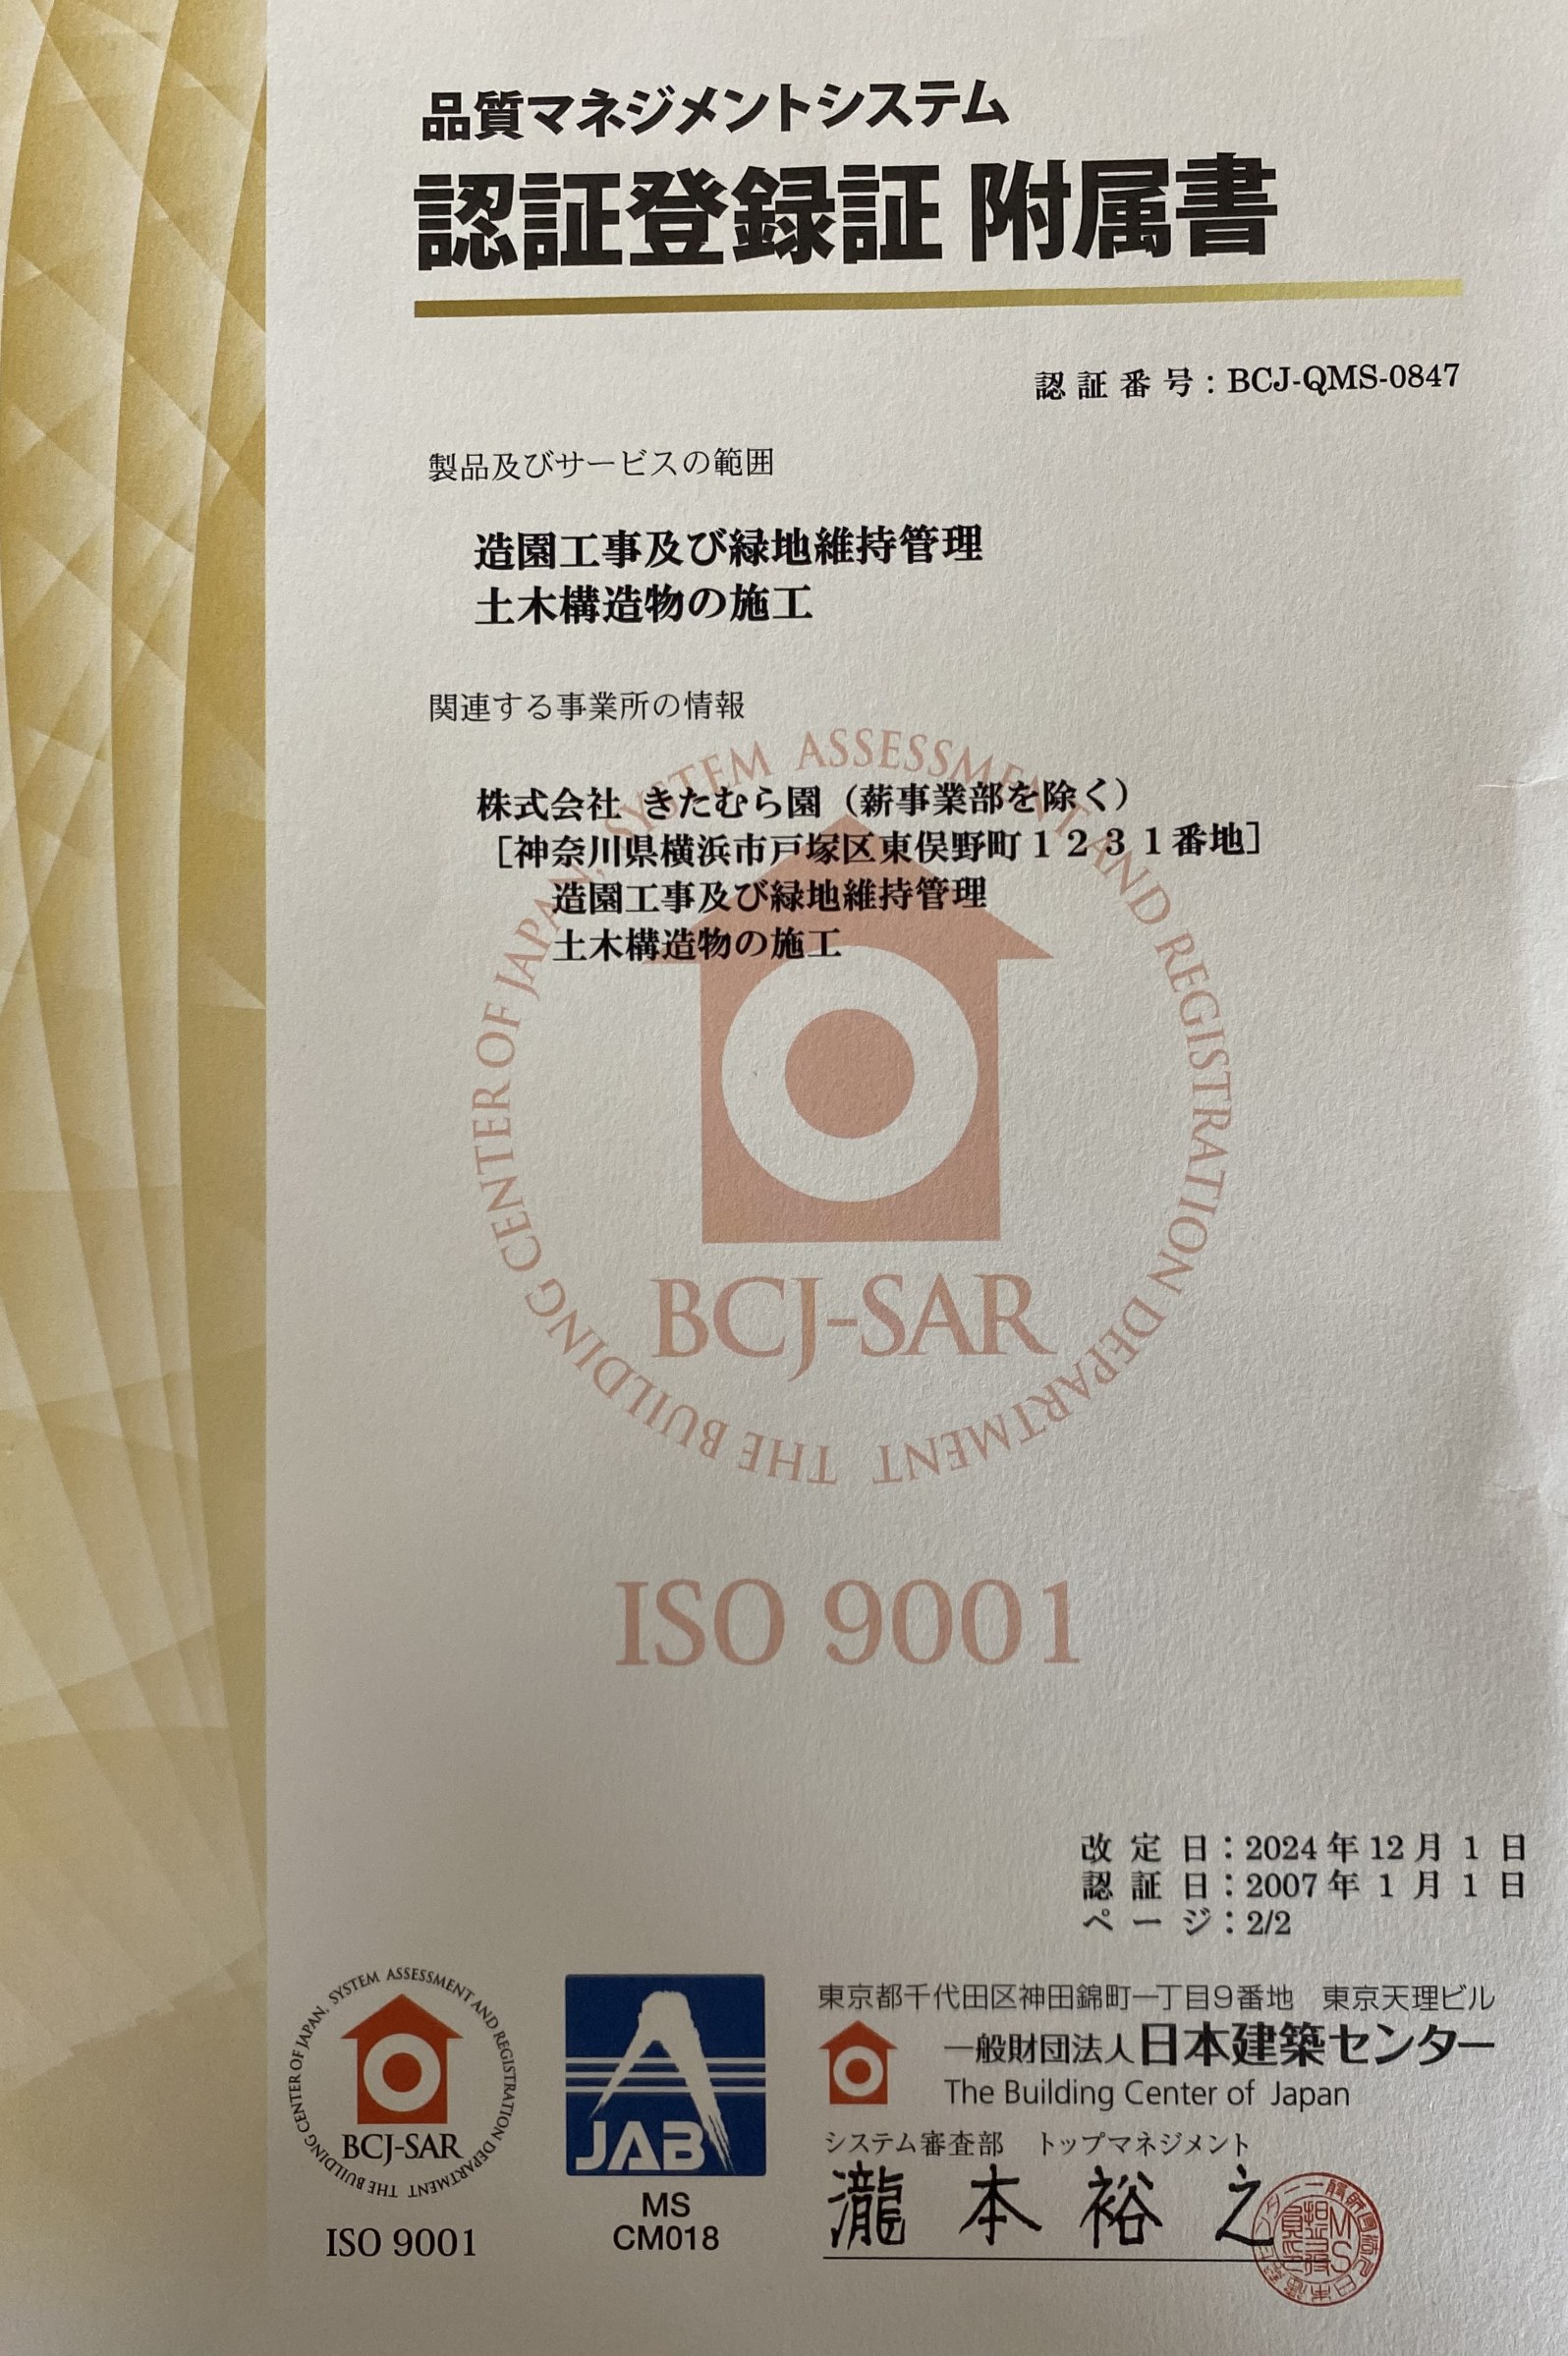 品質マネジメントシステム
認証登録証 附属書
認証番号：BCJ-QMS-0847
製品及びサービスの範囲
造園工事及び緑地維持管理
土木構造物の施工
関連する事業所の情報
株式会社 きたむら園（薪事業部を除く）
［神奈川県横浜市戸塚区東俣野町１２３１番地］
造園工事及び緑地維持管理
土木構造物の施工
THE BUILDING CENTER OF JAPAN, SYSTEM ASSESSMENT AND REGISTRATION DEPARTMENT
BCJ-SAR
ISO 9001
改定日：2024年12月1日
認証日：2007年1月1日
ページ：2/2
THE BUILDING CENTER OF JAPAN, SYSTEM ASSESSMENT AND REGISTRATION DEPARTMENT
BCJ-SAR
ISO 9001
JAB
MS
CM018
東京都千代田区神田錦町一丁目9番地　東京天理ビル
一般財団法人日本建築センター
The Building Center of Japan
システム審査部　トップマネジメント
瀧本裕之